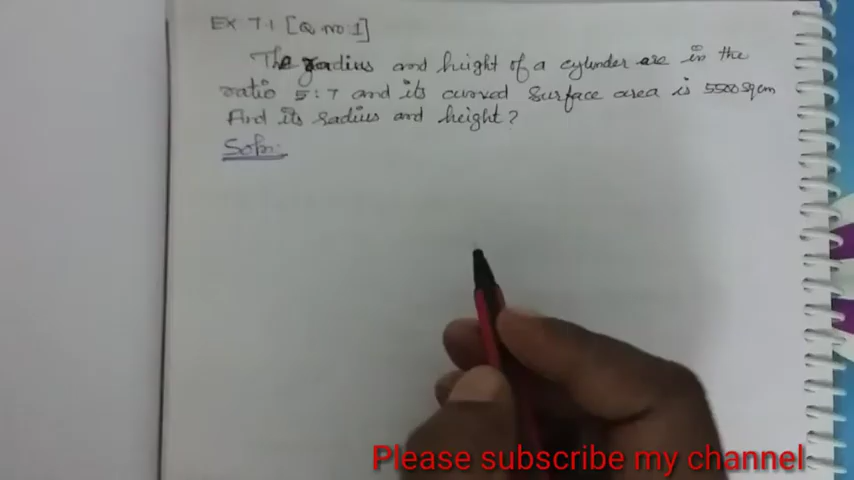 Ex 7.1 [Q no 1]
The radius and height of a cylinder are in the
ratio 5:7 and its curved surface area is 5500 sq cm
Find its radius and height?
Soln:
Please subscribe my channel